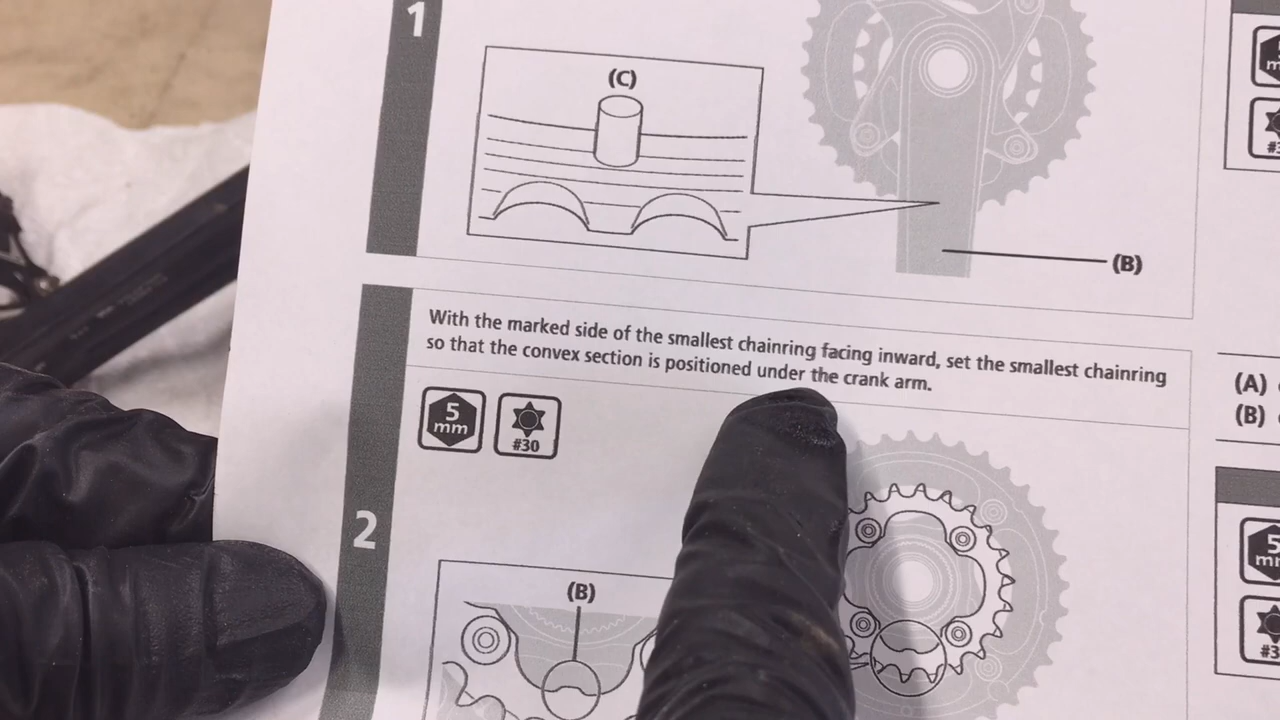 1
(C)
(B)
With the marked side of the smallest chainring facing inward, set the smallest chainring
so that the convex section is positioned under the crank arm.
5
mm
#30
2
(B)
(A)
(B)
5